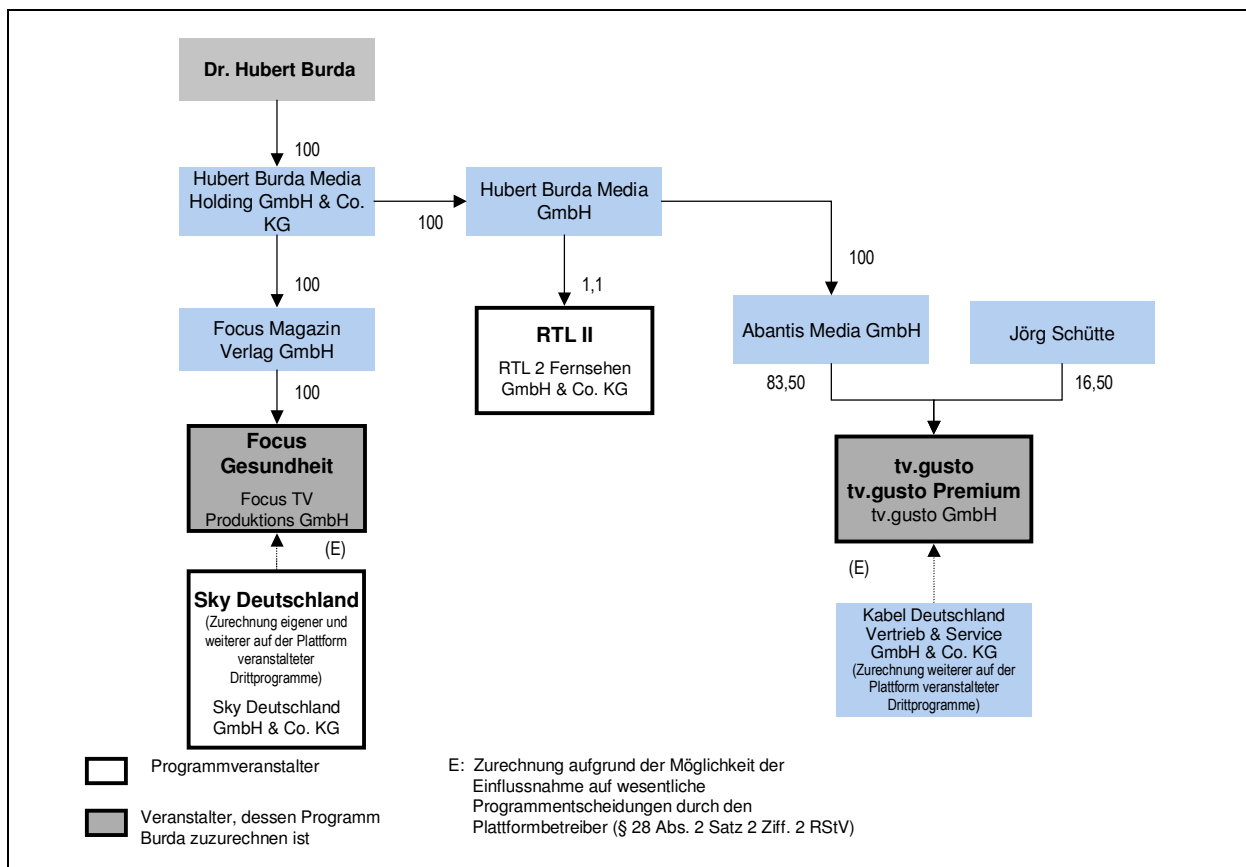 Dr. Hubert Burda
100
Hubert Burda Media
Holding GmbH & Co.
KG
100
Hubert Burda Media
GmbH
100
1,1
100
Focus Magazin
Verlag GmbH
RTL II
RTL 2 Fernsehen
GmbH & Co. KG
Abantis Media GmbH
Jörg Schütte
100
83,50
16,50
Focus
Gesundheit
Focus TV
Produktions GmbH
tv.gusto
tv.gusto Premium
tv.gusto GmbH
(E)
(E)
Sky Deutschland
(Zurechnung eigener und
weiterer auf der Plattform
veranstalteter
Drittprogramme)
Sky Deutschland
GmbH & Co. KG
Kabel Deutschland
Vertrieb & Service
GmbH & Co. KG
(Zurechnung weiterer auf der
Plattform veranstalteter
Drittprogramme)
Programmveranstalter
Veranstalter, dessen Programm
Burda zuzurechnen ist
E: Zurechnung aufgrund der Möglichkeit der
Einflussnahme auf wesentliche
Programmentscheidungen durch den
Plattformbetreiber (§ 28 Abs. 2 Satz 2 Ziff. 2 RStV)